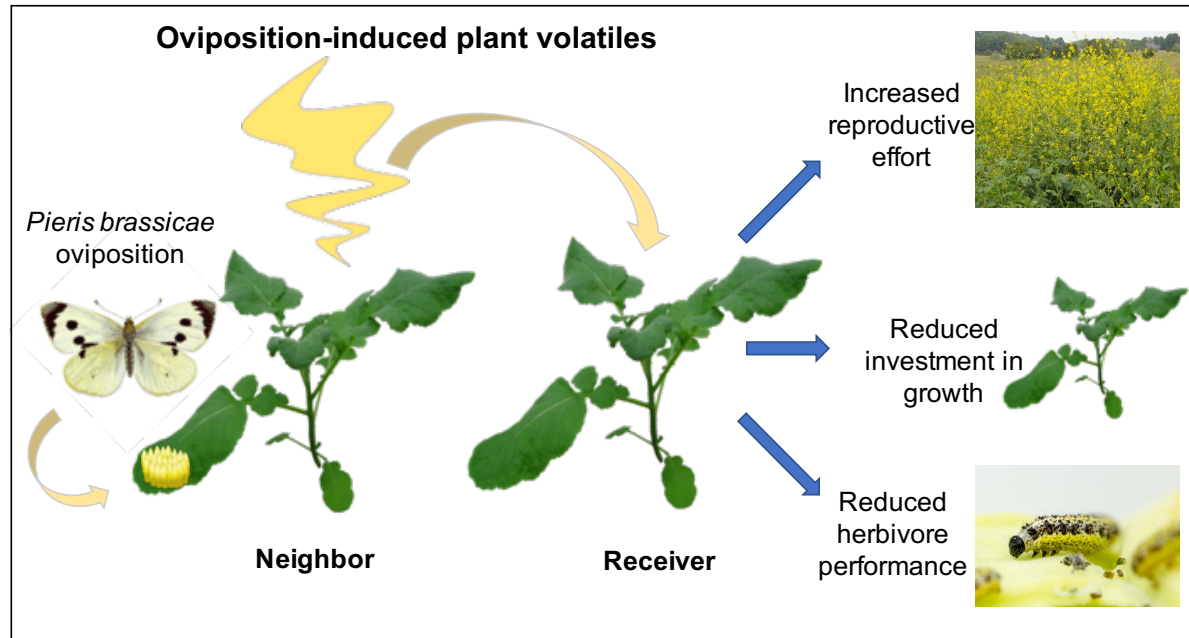 Oviposition-induced plant volatiles
Increased
reproductive
effort
Pieris brassicae
oviposition
Reduced
investment in
growth
Reduced
herbivore
performance
Neighbor
Receiver